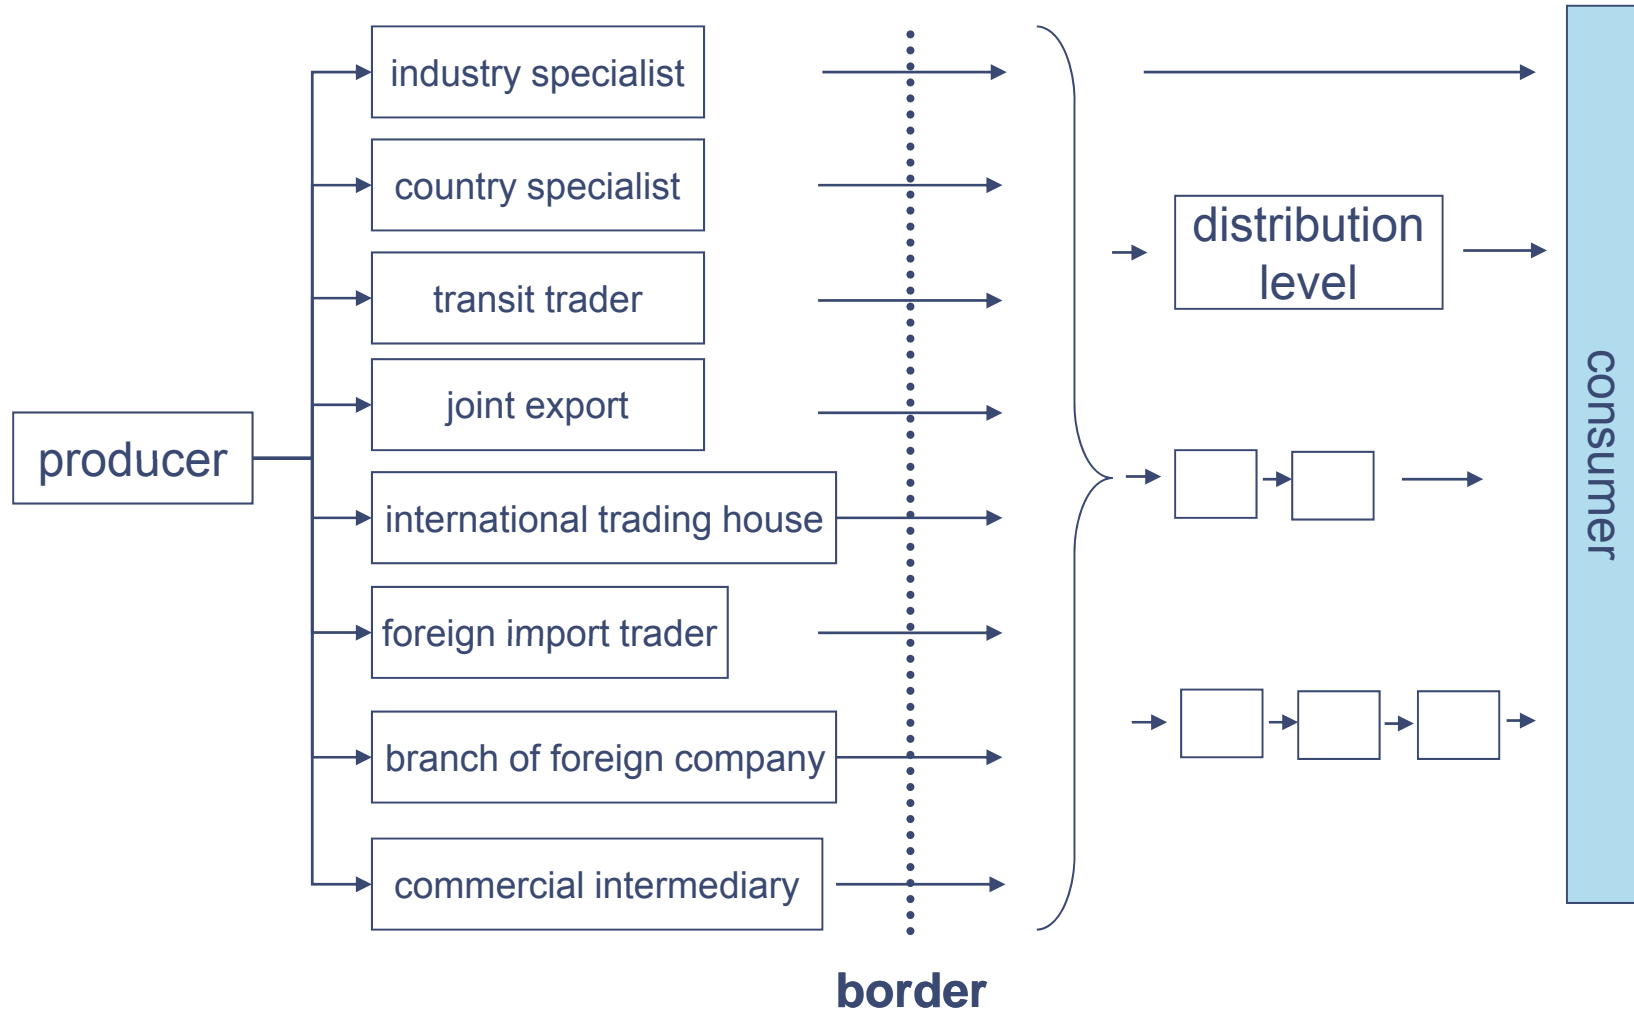 industry specialist
country specialist
transit trader
joint export
producer
international trading house
foreign import trader
branch of foreign company
commercial intermediary
border
distribution
level
consumer